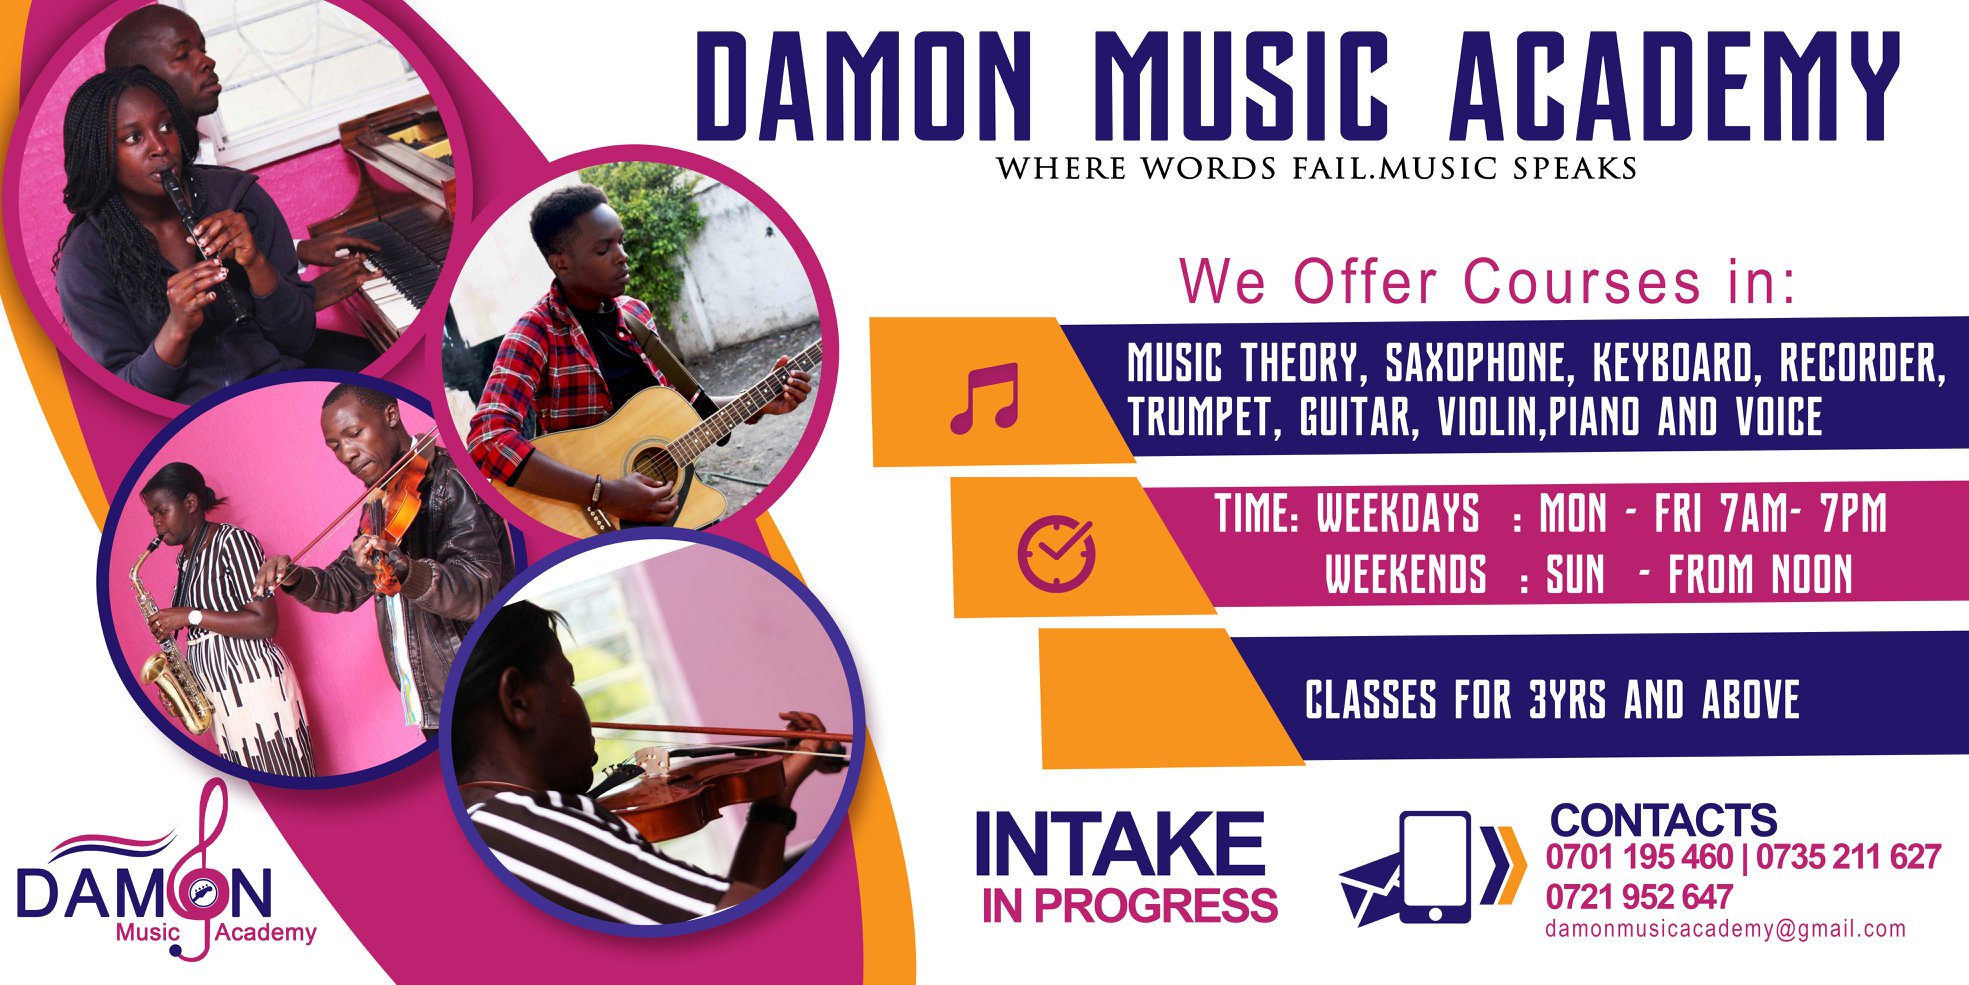 DAMON MUSIC ACADEMY
WHERE WORDS FAIL.MUSIC SPEAKS
We Offer Courses in:
MUSIC THEORY, SAXOPHONE, KEYBOARD, RECORDER,
TRUMPET, GUITAR, VIOLIN,PIANO AND VOICE
TIME: WEEKDAYS : MON - FRI 7AM- 7PM
WEEKENDS : SUN - FROM NOON
CLASSES FOR 3YRS AND ABOVE
INTAKE
IN PROGRESS
CONTACTS
0701 195 460 | 0735 211 627
0721 952 647
damonmusicacademy@gmail.com
DAMON
Music Academy